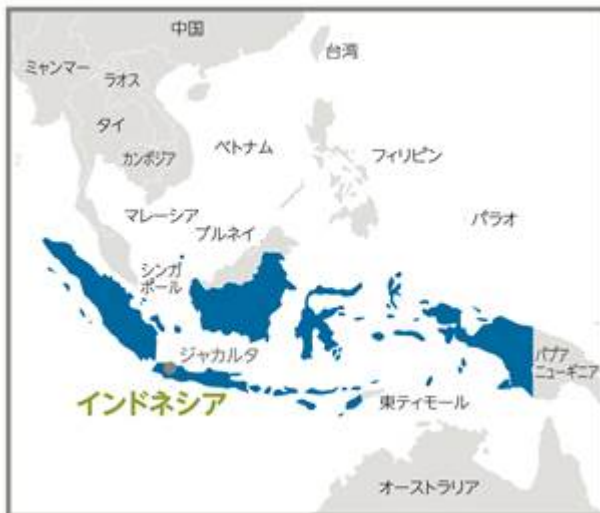 中国
台湾
ミャンマー
ラオス
タイ
カンボジア
ベトナム
フィリピン
マレーシア
ブルネイ
パラオ
シンガ
ポール
ジャカルタ
パプア
ニューギニア
インドネシア
東ティモール
オーストラリア